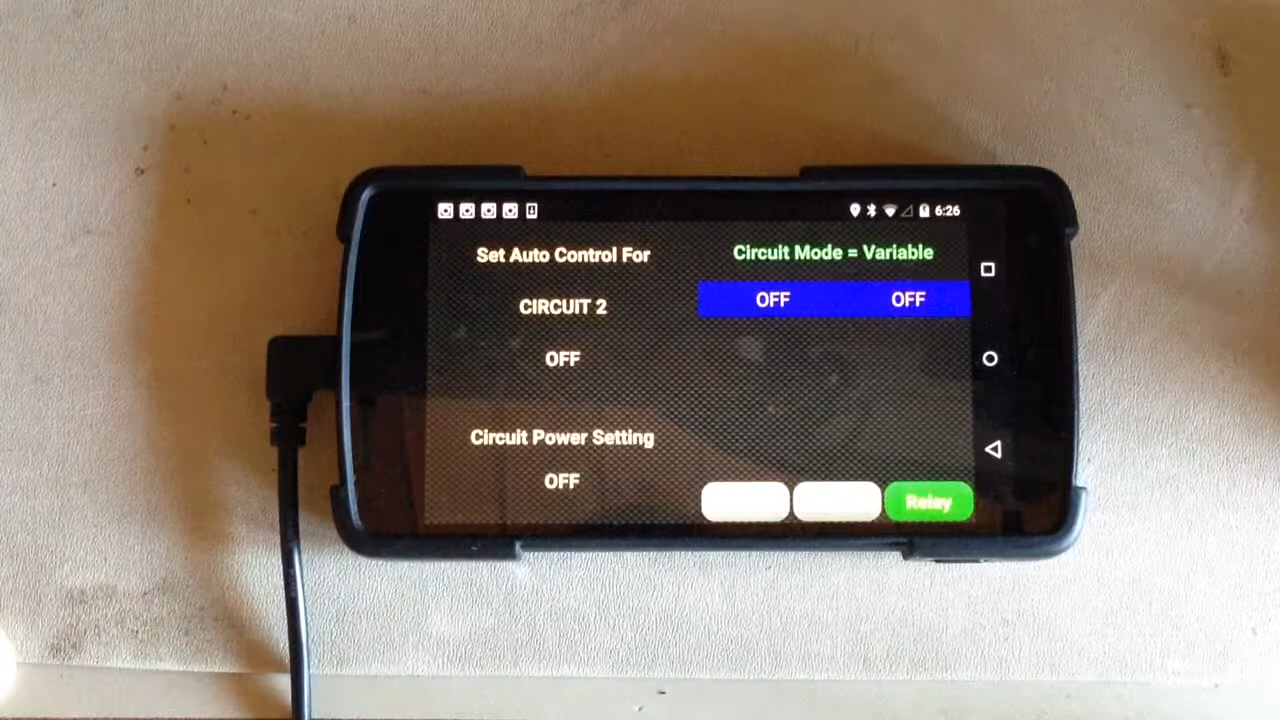 6:26
Set Auto Control For
CIRCUIT 2
OFF
Circuit Power Setting
OFF
Circuit Mode = Variable
OFF OFF
Relay